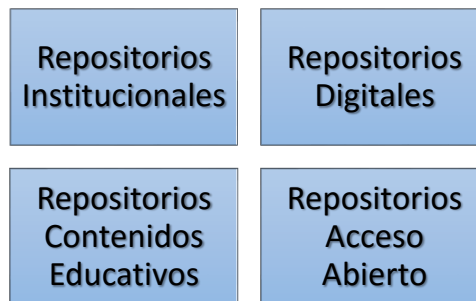 Repositorios
Institucionales
Repositorios
Digitales
Repositorios
Contenidos
Educativos
Repositorios
Acceso
Abierto